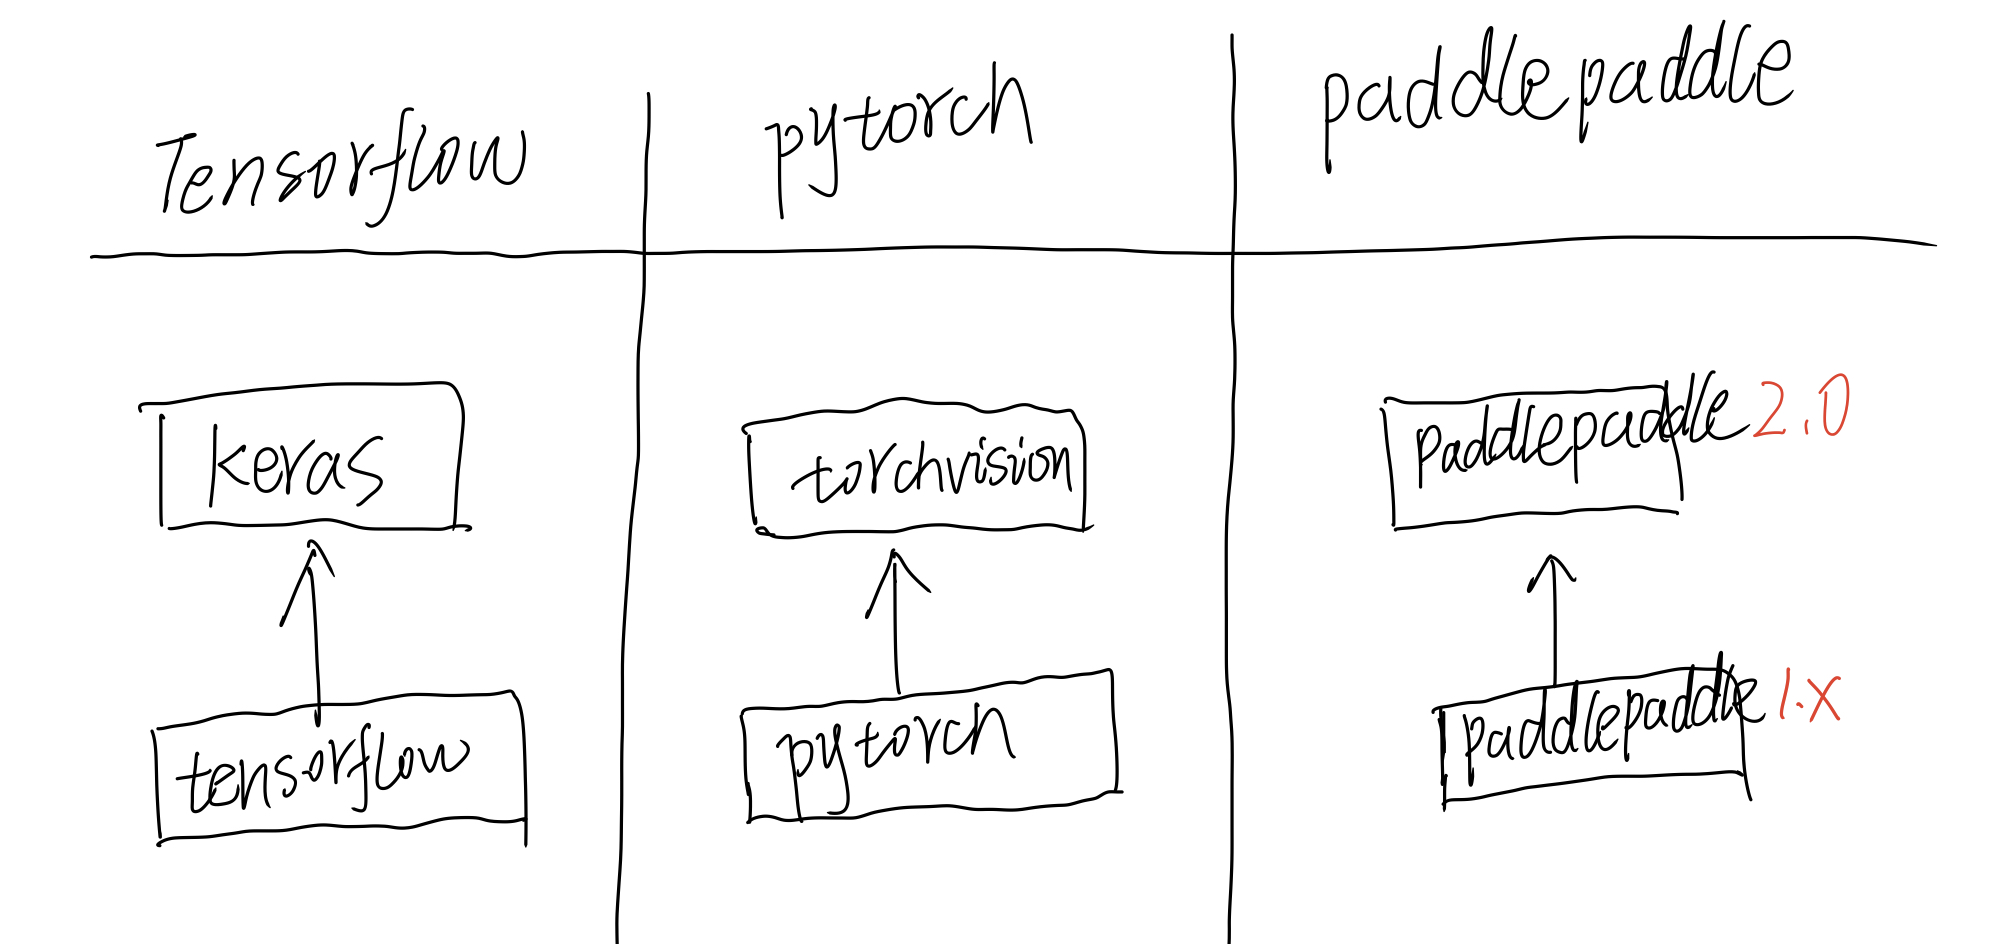 Tensorflow
pytorch
paddlepaddle
keras
torchvision
paddlepaddle 2.0
tensorflow
pytorch
paddlepaddle 1.x